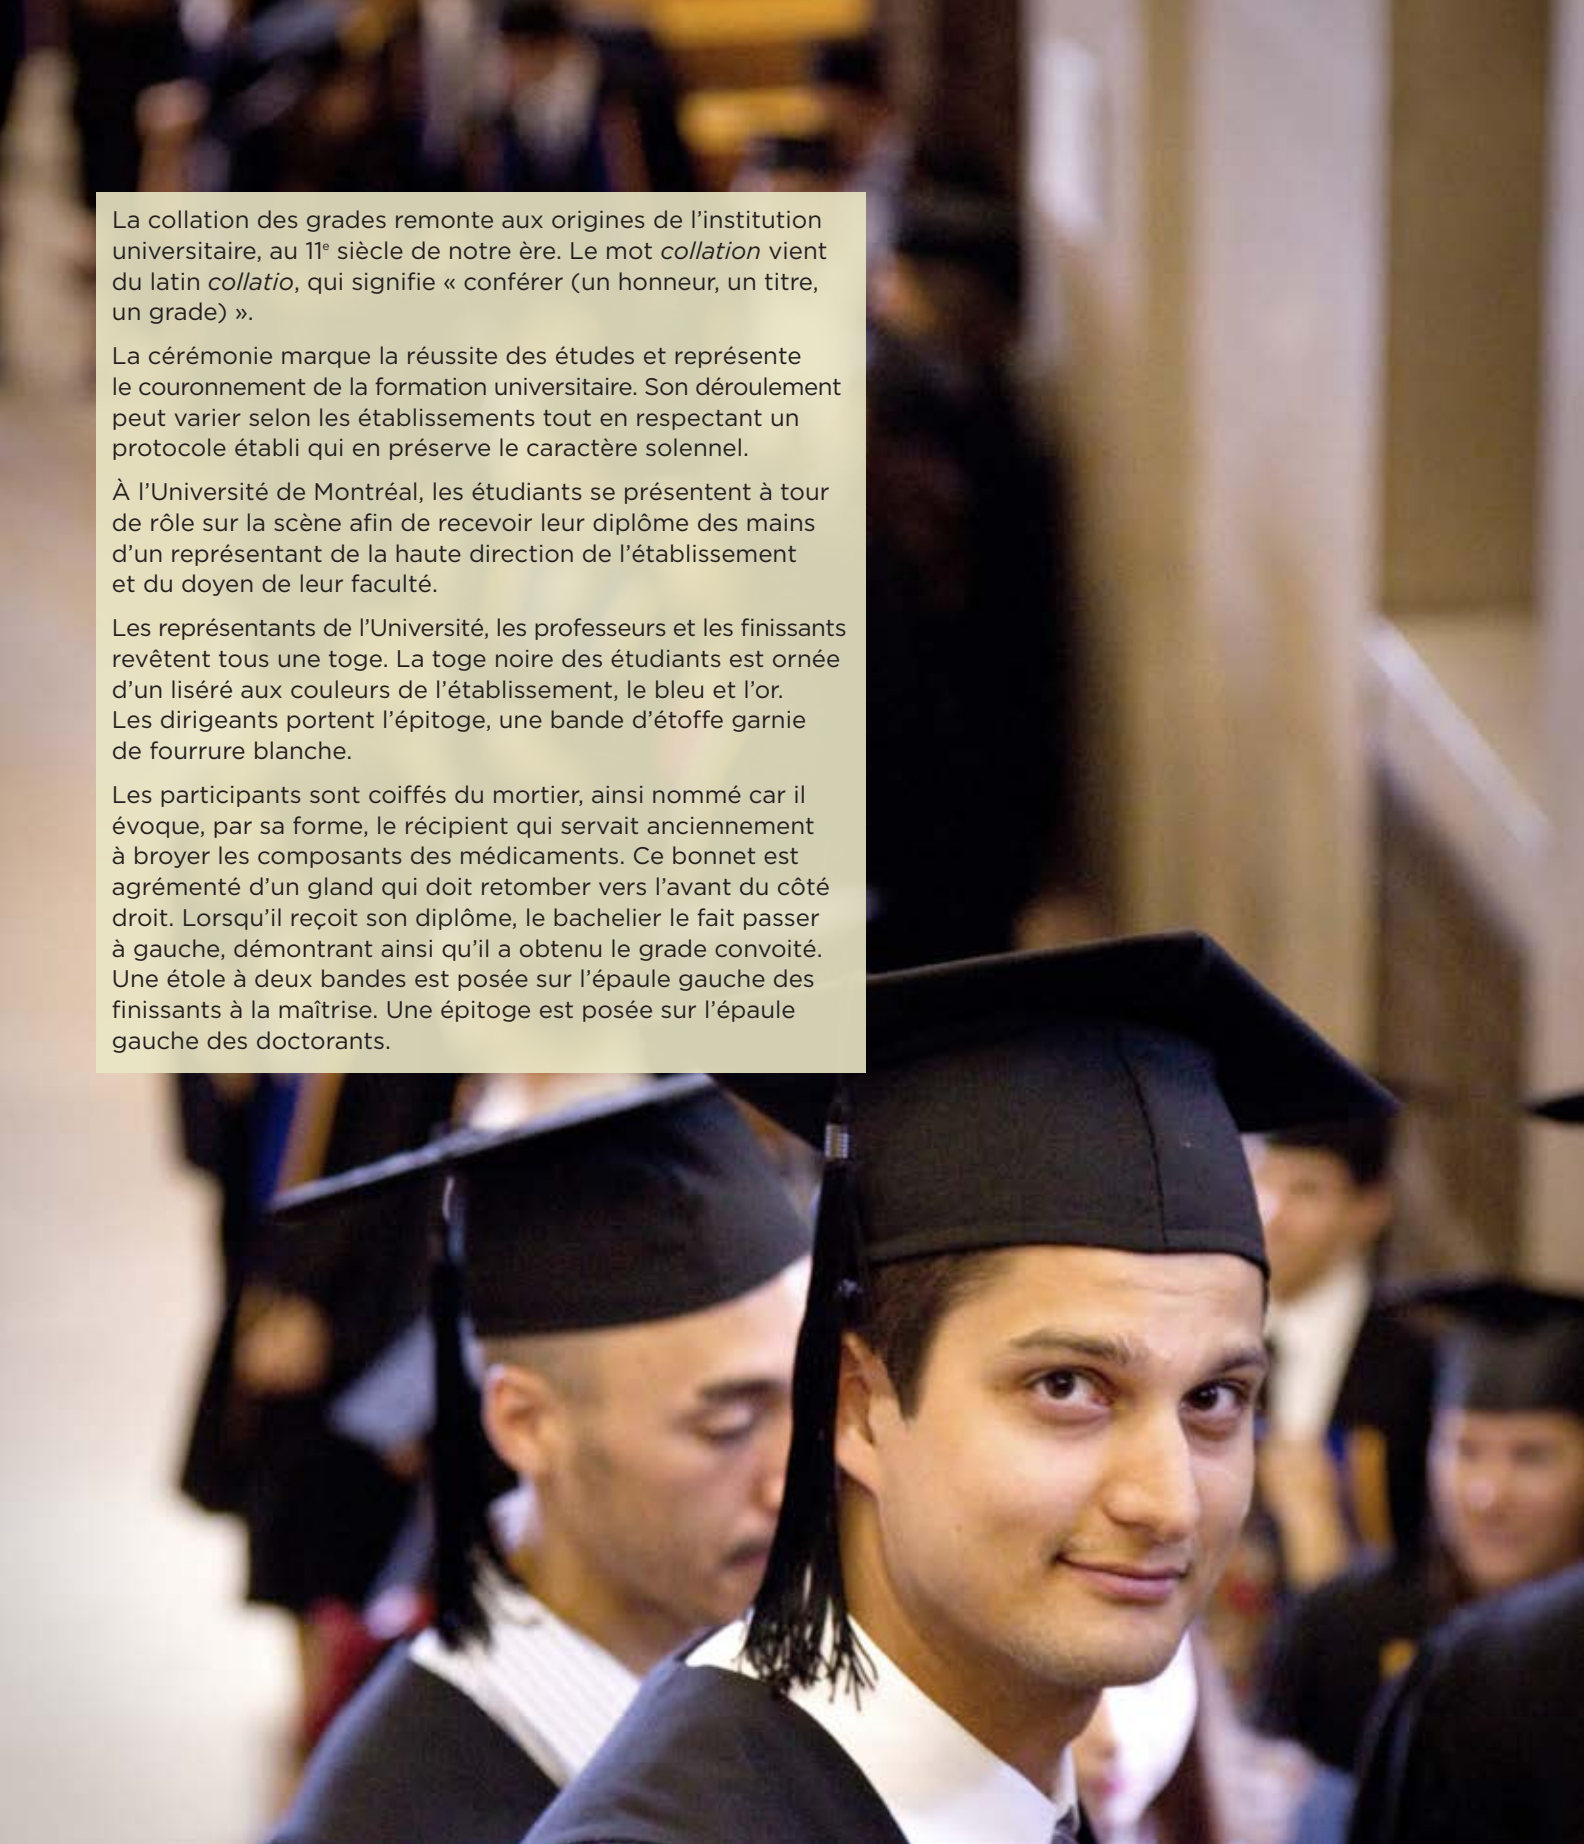 La collation des grades remonte aux origines de l’institution
universitaire, au 11e siècle de notre ère. Le mot collation vient
du latin collatio, qui signifie « conférer (un honneur, un titre,
un grade) ».
La cérémonie marque la réussite des études et représente
le couronnement de la formation universitaire. Son déroulement
peut varier selon les établissements tout en respectant un
protocole établi qui en préserve le caractère solennel.
À l’Université de Montréal, les étudiants se présentent à tour
de rôle sur la scène afin de recevoir leur diplôme des mains
d’un représentant de la haute direction de l’établissement
et du doyen de leur faculté.
Les représentants de l’Université, les professeurs et les finissants
revêtent tous une toge. La toge noire des étudiants est ornée
d’un liséré aux couleurs de l’établissement, le bleu et l’or.
Les dirigeants portent l’épitoge, une bande d’étoffe garnie
de fourrure blanche.
Les participants sont coiffés du mortier, ainsi nommé car il
évoque, par sa forme, le récipient qui servait anciennement
à broyer les composants des médicaments. Ce bonnet est
agrémenté d’un gland qui doit retomber vers l’avant du côté
droit. Lorsqu’il reçoit son diplôme, le bachelier le fait passer
à gauche, démontrant ainsi qu’il a obtenu le grade convoité.
Une étole à deux bandes est posée sur l’épaule gauche des
finissants à la maîtrise. Une épitoge est posée sur l’épaule
gauche des doctorants.